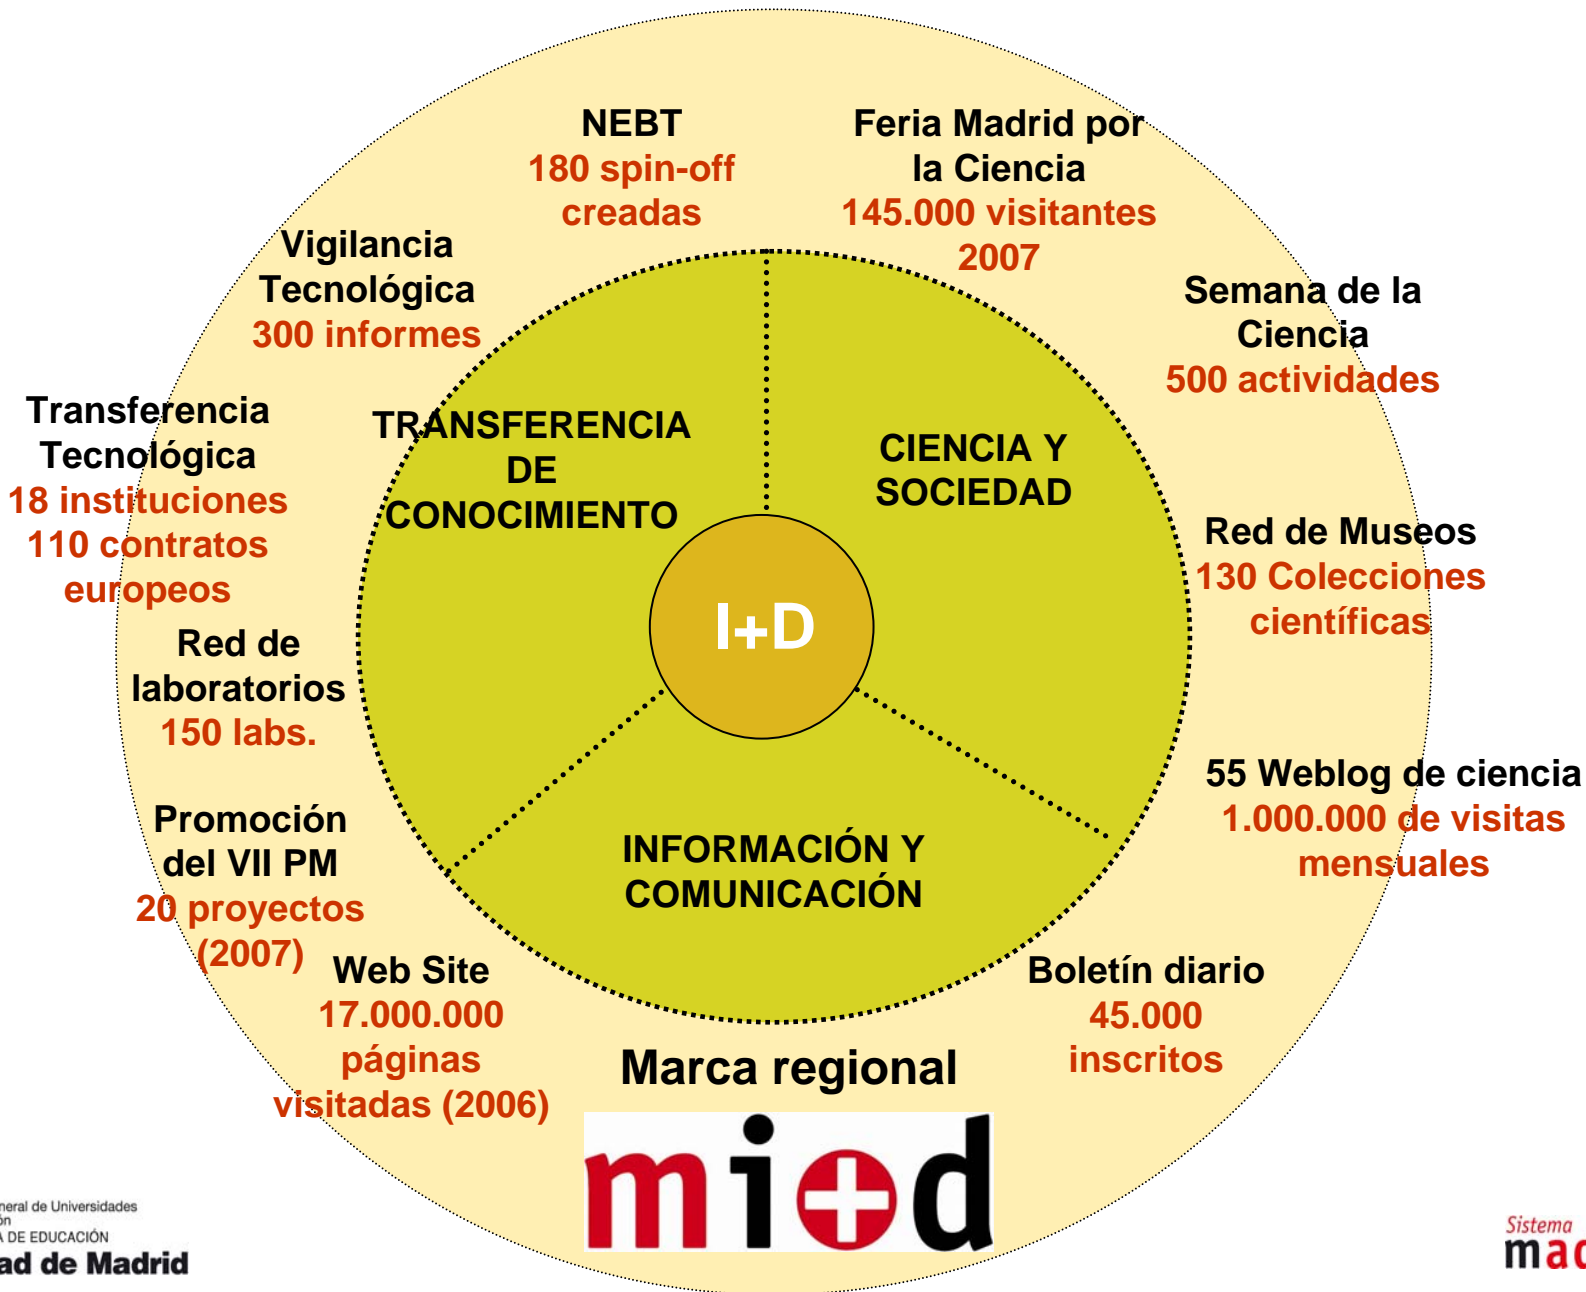 NEBT
180 spin-off
creadas
Feria Madrid por
la Ciencia
145.000 visitantes
2007
Vigilancia
Tecnológica
300 informes
Semana de la
Ciencia
500 actividades
Transferencia
Tecnológica
18 instituciones
110 contratos
europeos
TRANSFERENCIA
DE
CONOCIMIENTO
CIENCIA Y
SOCIEDAD
Red de Museos
130 Colecciones
científicas
I+D
Red de
laboratorios
150 labs.
55 Weblog de ciencia
1.000.000 de visitas
mensuales
Promoción
del VII PM
20 proyectos
(2007)
INFORMACIÓN Y
COMUNICACIÓN
Web Site
17.000.000
páginas
visitadas (2006)
Boletín diario
45.000
inscritos
Marca regional
mi+d
de Universidades
DE EDUCACIÓN
de Madrid
Sistema